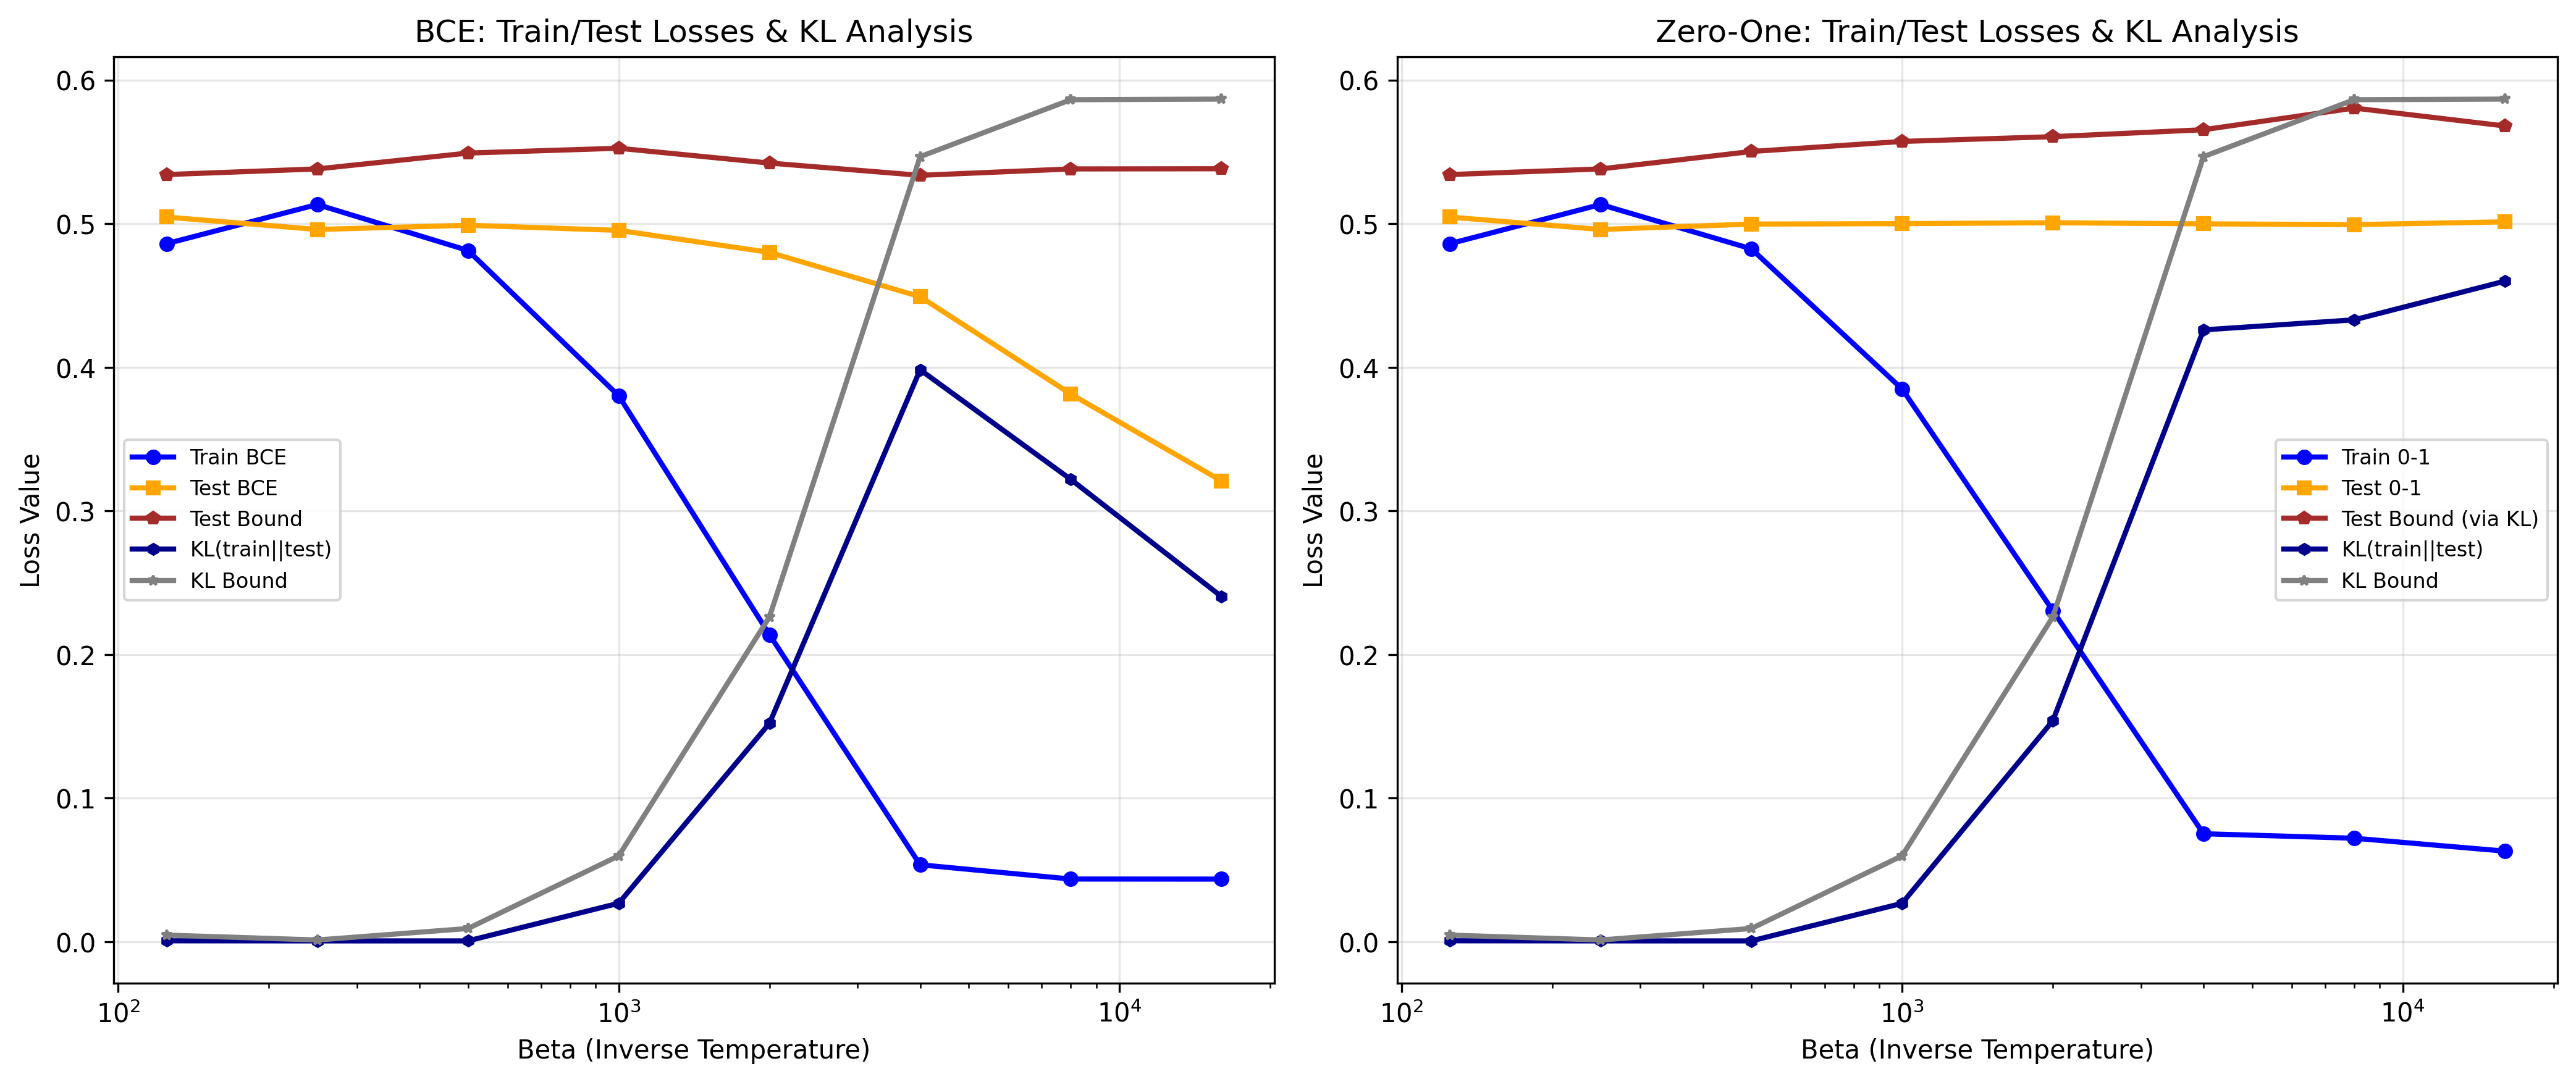 BCE: Train/Test Losses & KL Analysis
Loss Value
0.6
0.5
0.4
0.3
0.2
0.1
0.0
Train BCE
Test BCE
Test Bound
KL(train||test)
KL Bound
10²
10³
10⁴
Beta (Inverse Temperature)
Zero-One: Train/Test Losses & KL Analysis
Loss Value
0.6
0.5
0.4
0.3
0.2
0.1
0.0
Train 0-1
Test 0-1
Test Bound (via KL)
KL(train||test)
KL Bound
10²
10³
10⁴
Beta (Inverse Temperature)